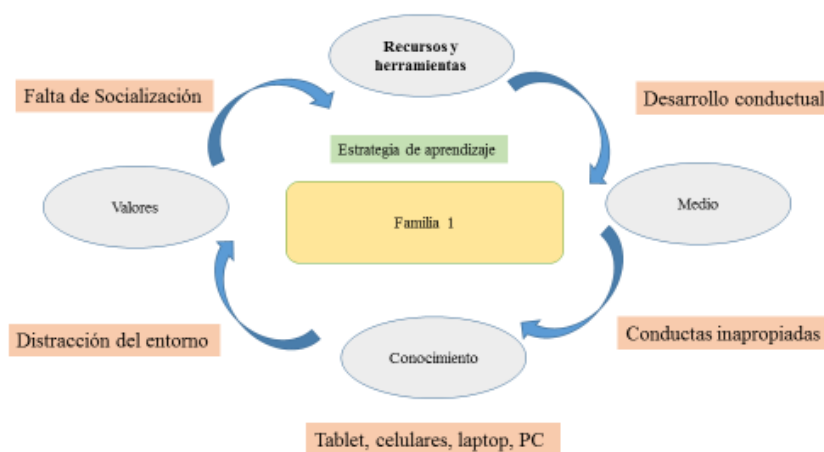 Recursos y
herramientas
Falta de Socialización
Desarrollo conductual
Estrategia de aprendizaje
Valores
Familia 1
Medio
Distracción del entorno
Conductas inapropiadas
Conocimiento
Tablet, celulares, laptop, PC